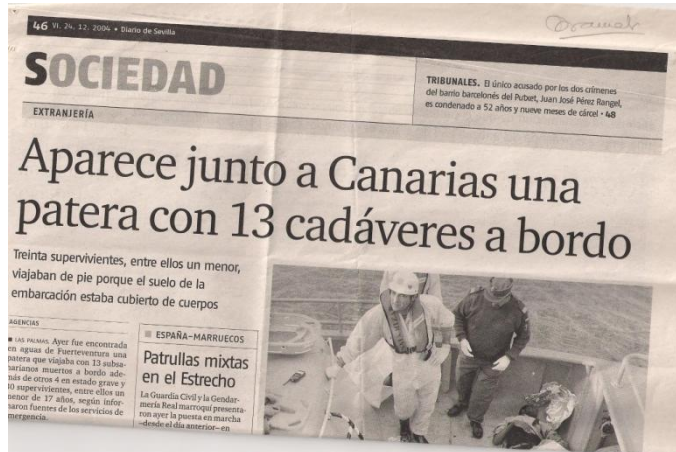 46 VI. 24. 12. 2004 • Diario de Sevilla
SOCIEDAD
TRIBUNALES. El único acusado por los dos crímenes
del barrio barcelonés del Putxet, Juan José Pérez Rangel,
es condenado a 52 años y nueve meses de cárcel • 48
EXTRANJERÍA
Aparece junto a Canarias una
patera con 13 cadáveres a bordo
Treinta supervivientes, entre ellos un menor,
viajaban de pie porque el suelo de la
embarcación estaba cubierto de cuerpos
AGENCIAS
LAS PALMAS. Ayer fue encontrada
en aguas de Fuerteventura una
patera que viajaba con 13 subsa-
harianos muertos a bordo ade-
más de otros 4 en estado grave y
30 supervivientes, entre ellos un
menor de 17 años, según infor-
maron fuentes de los servicios de
emergencia.
ESPAÑA-MARRUECOS
Patrullas mixtas
en el Estrecho
La Guardia Civil y la Gendar-
mería Real marroquí presenta-
ron ayer la puesta en marcha
–desde el día anterior– en